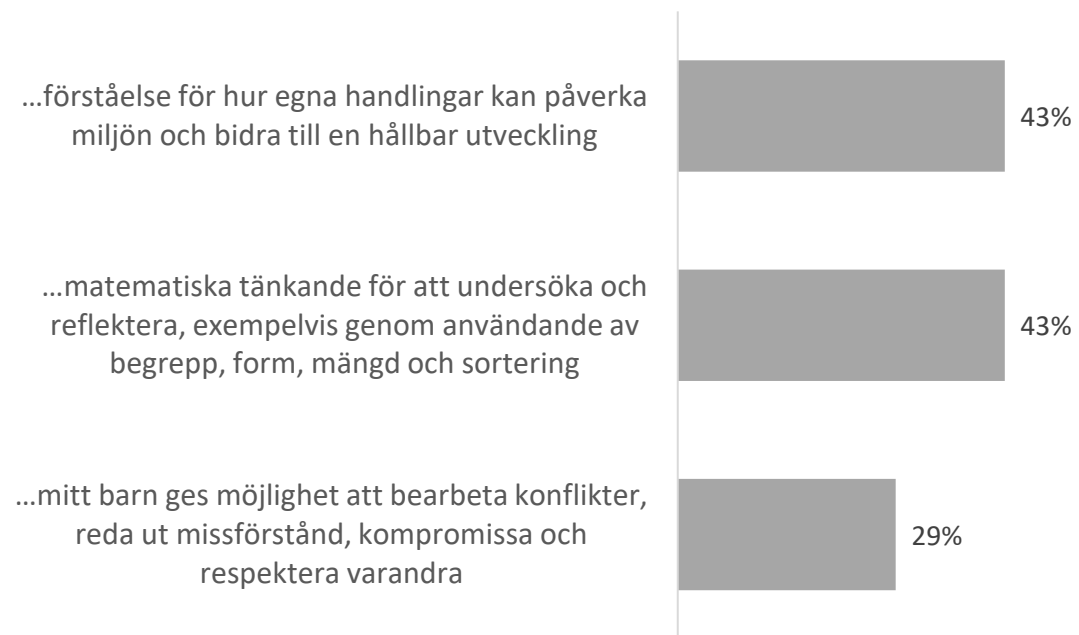 ...förståelse för hur egna handlingar kan påverka
miljön och bidra till en hållbar utveckling
43%
...matematiska tänkande för att undersöka och
reflektera, exempelvis genom användande av
begrepp, form, mängd och sortering
43%
...mitt barn ges möjlighet att bearbeta konflikter,
reda ut missförstånd, kompromissa och
respektera varandra
29%